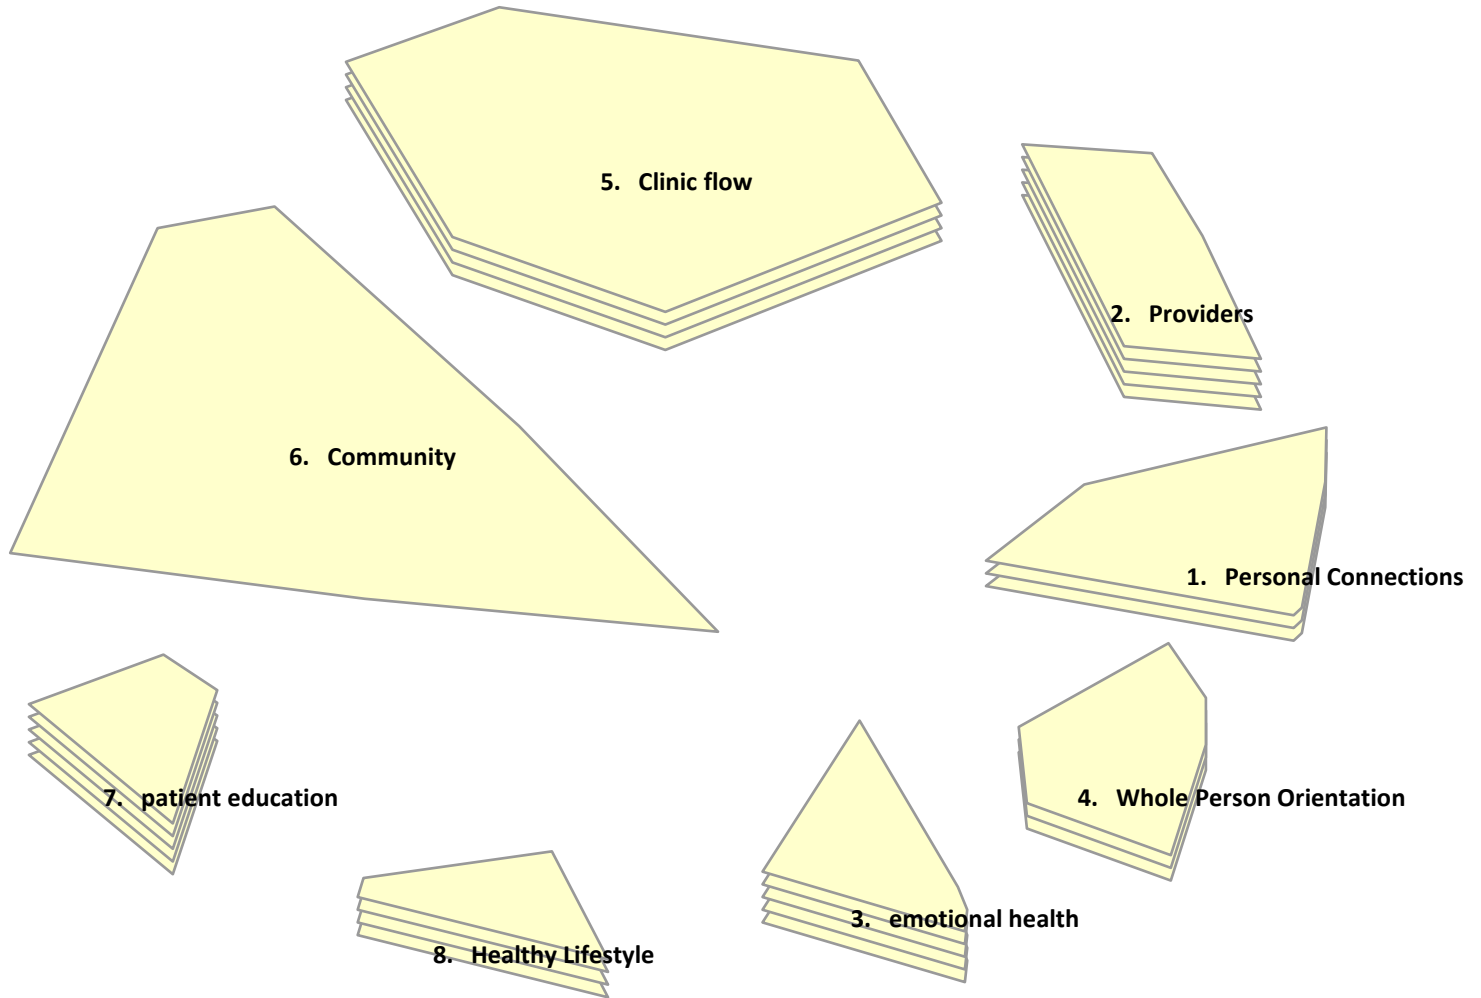 5. Clinic flow
2. Providers
6. Community
1. Personal Connections
7. patient education
4. Whole Person Orientation
3. emotional health
8. Healthy Lifestyle